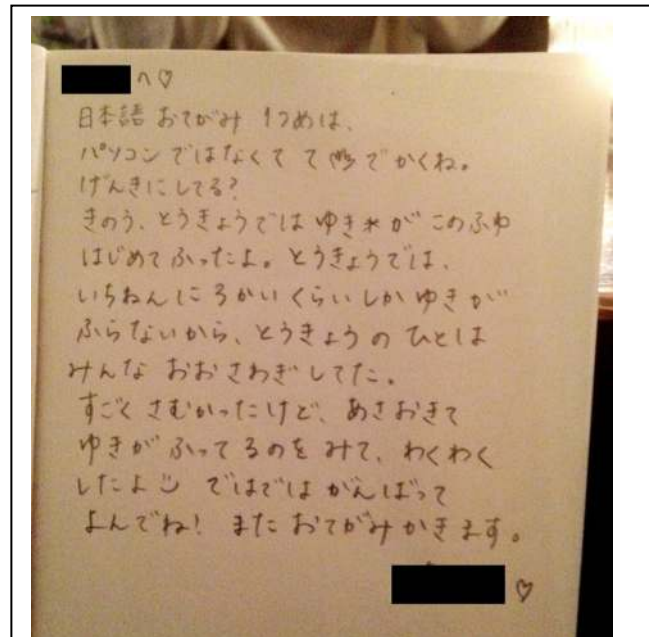 へ♡
日本語 おてがみ 1つめは、
パソコン ではなくて て でかくね。
げんきにしてる?
きのう、とうきょうでは ゆき＊が このふゆ
はじめて ふったよ。とうきょうでは、
いちねんに 3かい くらいしか ゆきが
ふらないから、とうきょうの ひとは
みんな おおさわぎしてた。
すごく さむかったけど、あさおきて
ゆきが ふってるのを みて、わくわく
したよ☺ ではでは がんばって
よんでね! また おてがみ かきます。
♡